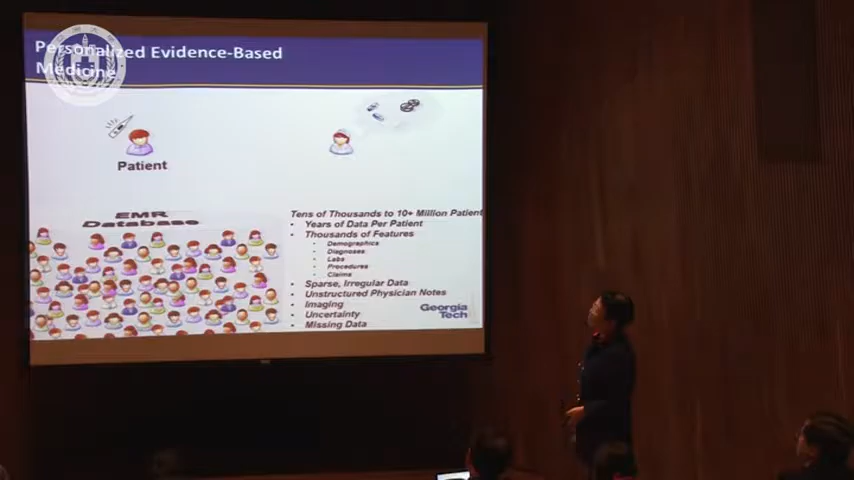 Personalized Evidence-Based
Medicine
Patient
EMR
Database
Tens of Thousands to 10+ Million Patient
• Years of Data Per Patient
• Thousands of Features
• Demographics
• Diagnoses
• Labs
• Procedures
• Claims
• Sparse, Irregular Data
• Unstructured Physician Notes
• Imaging
• Uncertainty
• Missing Data
Georgia
Tech